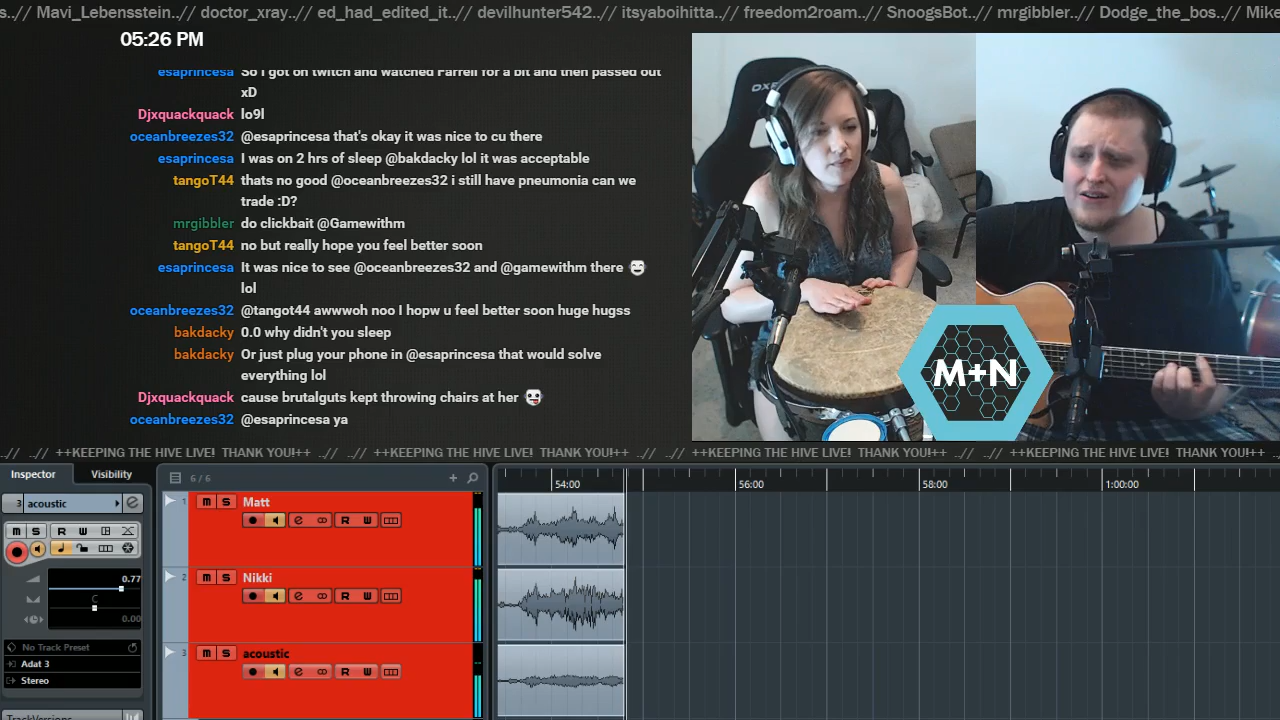 s..// Mavi_Lebensstein..// doctor_xray..// ed_had_edited_it..// devilhunter542..// itsyaboihitta..// freedom2roam..// SnoogsBot..// mrgibbler..// Dodge_the_bos..// Mike
05:26 PM
esaprincesa So I got on twitch and watched Farrell for a bit and then passed out
xD
Djxquackquack lo9l
oceanbreezes32 @esaprincesa that's okay it was nice to cu there
esaprincesa I was on 2 hrs of sleep @bakdacky lol it was acceptable
tangoT44 thats no good @oceanbreezes32 i still have pneumonia can we
trade :D?
mrgibbler do clickbait @Gamewithm
tangoT44 no but really hope you feel better soon
esaprincesa It was nice to see @oceanbreezes32 and @gamewithm there
lol
oceanbreezes32 @tangot44 awwwoh noo I hopw u feel better soon huge hugss
bakdacky 0.0 why didn't you sleep
bakdacky Or just plug your phone in @esaprincesa that would solve
everything lol
Djxquackquack cause brutalguts kept throwing chairs at her
oceanbreezes32 @esaprincesa ya
DXR
M+N
..// ++KEEPING THE HIVE LIVE! THANK YOU!++ ..// ..// ++KEEPING THE HIVE LIVE! THANK YOU!++ ..// ..// ++KEEPING THE HIVE LIVE! THANK YOU!++ ..// ..// ++KEEPING THE HIVE LIVE! THANK YOU!++ ..//
Inspector Visibility
6 / 6
54:00 56:00 58:00 1:00:00
3 acoustic
M S R W
0.77
C
0.00
No Track Preset
Adat 3
Stereo
TrackVersions
1 M S Matt
R W
2 M S Nikki
R W
3 M S acoustic
R W